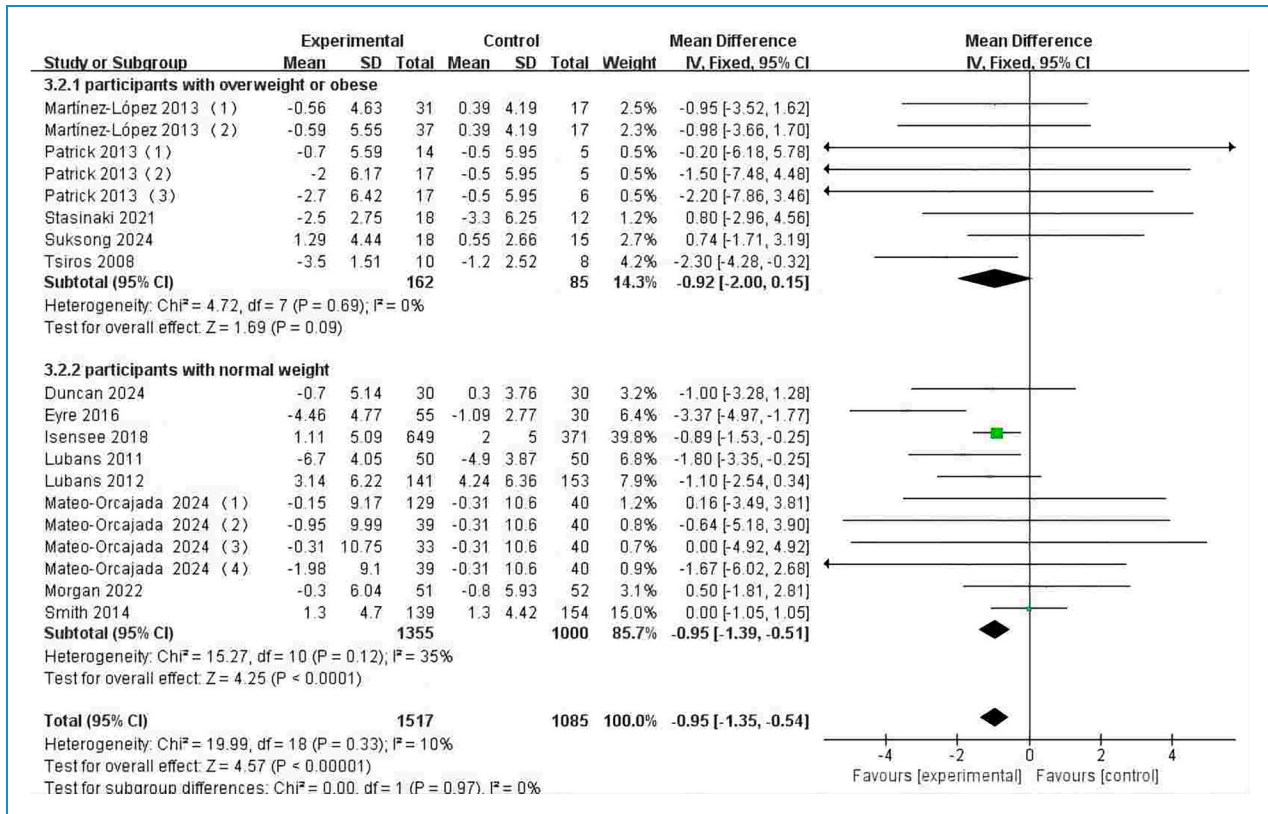 Experimental Control Mean Difference Mean Difference
Study or Subgroup Mean SD Total Mean SD Total Weight IV, Fixed, 95% CI IV, Fixed, 95% CI
3.2.1 participants with overweight or obese
Martínez-López 2013 (1) -0.56 4.63 31 0.39 4.19 17 2.5% -0.95 [-3.52, 1.62]
Martínez-López 2013 (2) -0.59 5.55 37 0.39 4.19 17 2.3% -0.98 [-3.66, 1.70]
Patrick 2013 (1) -0.7 5.59 14 -0.5 5.95 5 0.5% -0.20 [-6.18, 5.78]
Patrick 2013 (2) -2 6.17 17 -0.5 5.95 5 0.5% -1.50 [-7.48, 4.48]
Patrick 2013 (3) -2.7 6.42 17 -0.5 5.95 6 0.5% -2.20 [-7.86, 3.46]
Stasinaki 2021 -2.5 2.75 18 -3.3 6.25 12 1.2% 0.80 [-2.96, 4.56]
Suksong 2024 1.29 4.44 18 0.55 2.66 15 2.7% 0.74 [-1.71, 3.19]
Tsiros 2008 -3.5 1.51 10 -1.2 2.52 8 4.2% -2.30 [-4.28, -0.32]
Subtotal (95% CI) 162 85 14.3% -0.92 [-2.00, 0.15]
Heterogeneity: Chi² = 4.72, df = 7 (P = 0.69); I² = 0%
Test for overall effect: Z = 1.69 (P = 0.09)
3.2.2 participants with normal weight
Duncan 2024 -0.7 5.14 30 0.3 3.76 30 3.2% -1.00 [-3.28, 1.28]
Eyre 2016 -4.46 4.77 55 -1.09 2.77 30 6.4% -3.37 [-4.97, -1.77]
Isensee 2018 1.11 5.09 649 2 5 371 39.8% -0.89 [-1.53, -0.25]
Lubans 2011 -6.7 4.05 50 -4.9 3.87 50 6.8% -1.80 [-3.35, -0.25]
Lubans 2012 3.14 6.22 141 4.24 6.36 153 7.9% -1.10 [-2.54, 0.34]
Mateo-Orcajada 2024 (1) -0.15 9.17 129 -0.31 10.6 40 1.2% 0.16 [-3.49, 3.81]
Mateo-Orcajada 2024 (2) -0.95 9.99 39 -0.31 10.6 40 0.8% -0.64 [-5.18, 3.90]
Mateo-Orcajada 2024 (3) -0.31 10.75 33 -0.31 10.6 40 0.7% 0.00 [-4.92, 4.92]
Mateo-Orcajada 2024 (4) -1.98 9.1 39 -0.31 10.6 40 0.9% -1.67 [-6.02, 2.68]
Morgan 2022 -0.3 6.04 51 -0.8 5.93 52 3.1% 0.50 [-1.81, 2.81]
Smith 2014 1.3 4.7 139 1.3 4.42 154 15.0% 0.00 [-1.05, 1.05]
Subtotal (95% CI) 1355 1000 85.7% -0.95 [-1.39, -0.51]
Heterogeneity: Chi² = 15.27, df = 10 (P = 0.12); I² = 35%
Test for overall effect: Z = 4.25 (P < 0.0001)
Total (95% CI) 1517 1085 100.0% -0.95 [-1.35, -0.54]
Heterogeneity: Chi² = 19.99, df = 18 (P = 0.33); I² = 10%
Test for overall effect: Z = 4.57 (P < 0.00001)
Test for subgroup differences: Chi² = 0.00, df = 1 (P = 0.97), I² = 0%
-4 -2 0 2 4
Favours [experimental] Favours [control]